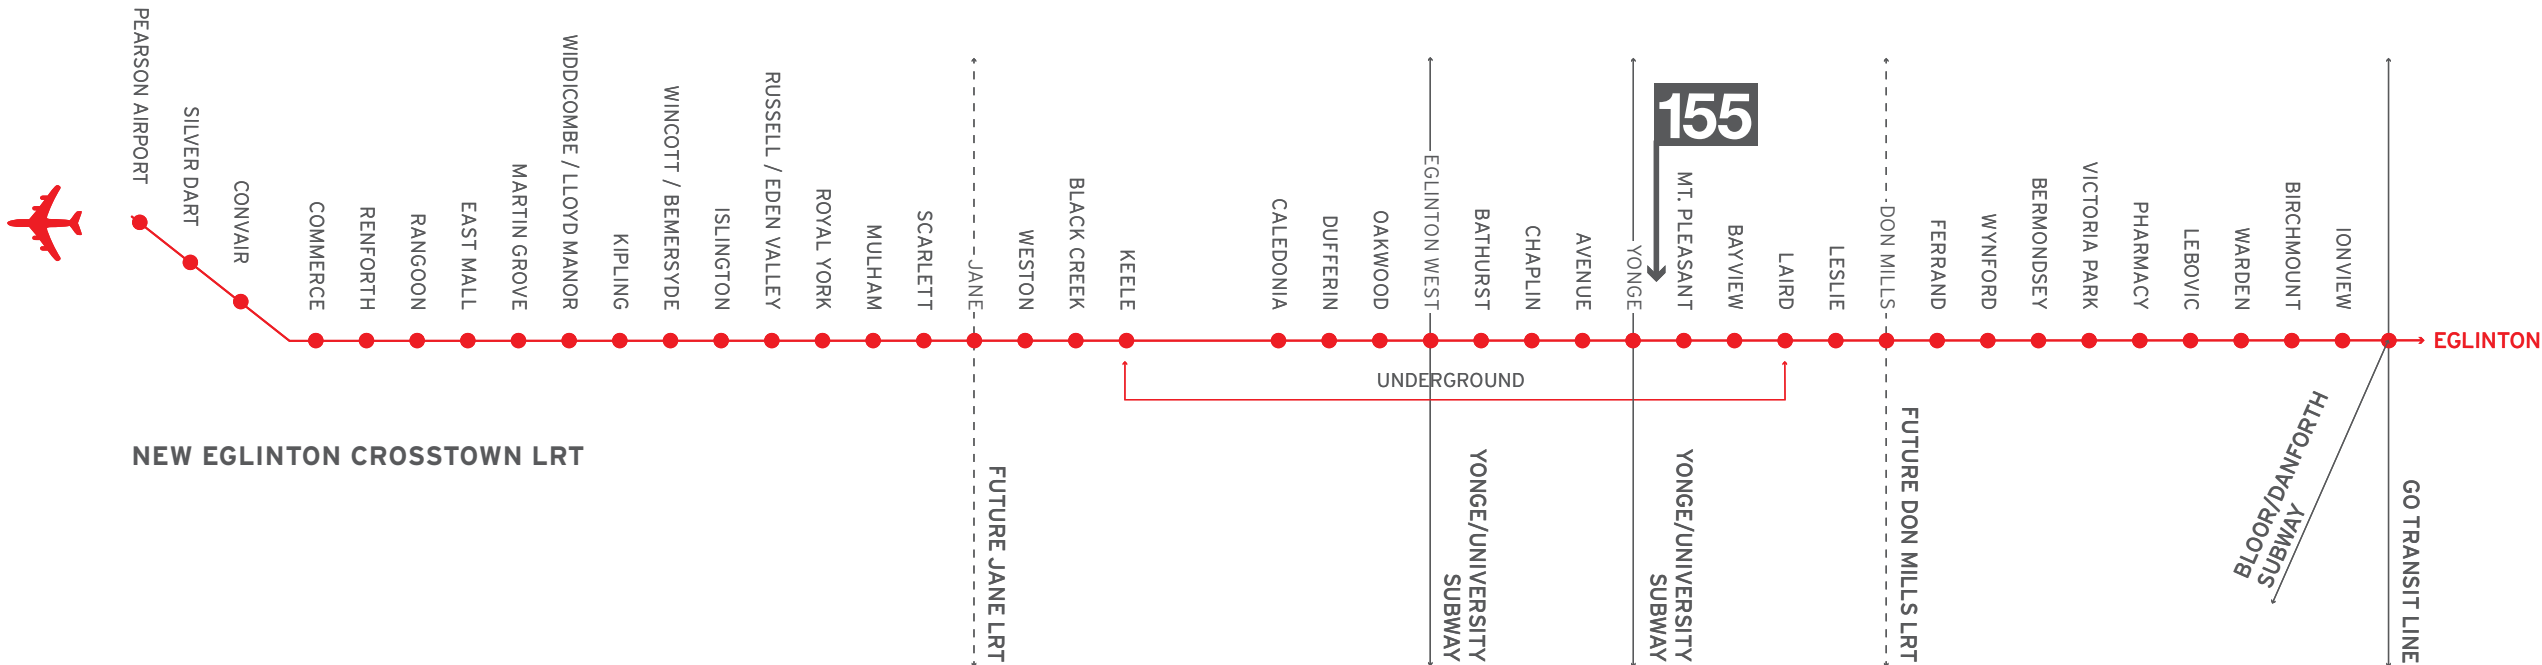 PEARSON AIRPORT
SILVER DART
CONVAIR
COMMERCE
RENFORTH
RANGOON
EAST MALL
MARTIN GROVE
WIDDICOMBE / LLOYD MANOR
KIPLING
WINCOTT / BEMERSYDE
ISLINGTON
RUSSELL / EDEN VALLEY
ROYAL YORK
MULHAM
SCARLETT
JANE
WESTON
BLACK CREEK
KEELE
CALEDONIA
DUFFERIN
OAKWOOD
EGLINTON WEST
BATHURST
CHAPLIN
AVENUE
YONGE
155
MT. PLEASANT
BAYVIEW
LAIRD
LESLIE
DON MILLS
FERRAND
WYNFORD
BERMONDSEY
VICTORIA PARK
PHARMACY
LEBOVIC
WARDEN
BIRCHMOUNT
IONVIEW
EGLINTON
UNDERGROUND
NEW EGLINTON CROSSTOWN LRT
FUTURE JANE LRT
YONGE/UNIVERSITY
SUBWAY
YONGE/UNIVERSITY
SUBWAY
FUTURE DON MILLS LRT
BLOOR/DANFORTH
SUBWAY
GO TRANSIT LINE